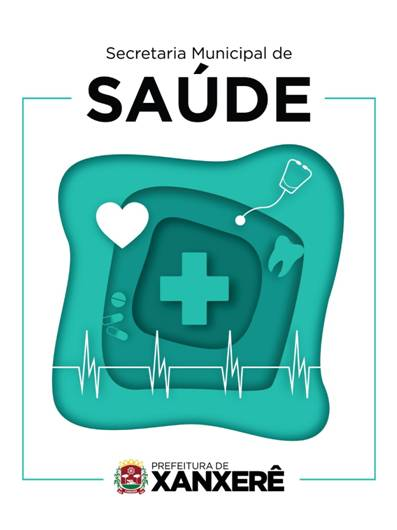 Secretaria Municipal de
SAÚDE
PREFEITURA DE
XANXERÊ